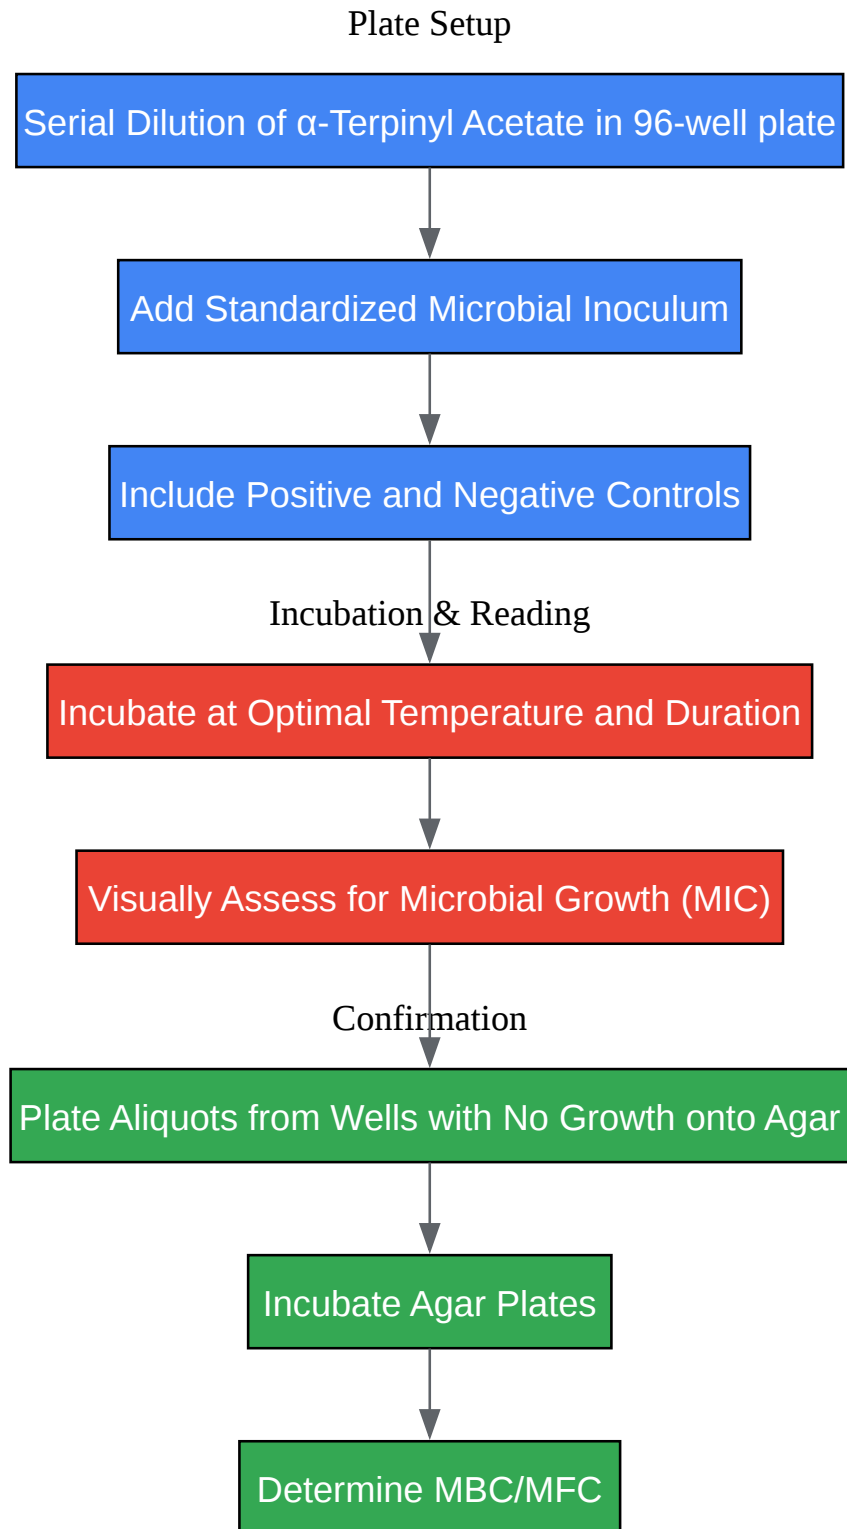 Plate Setup
Serial Dilution of α-Terpinyl Acetate in 96-well plate
Add Standardized Microbial Inoculum
Include Positive and Negative Controls
Incubation & Reading
Incubate at Optimal Temperature and Duration
Visually Assess for Microbial Growth (MIC)
Confirmation
Plate Aliquots from Wells with No Growth onto Agar
Incubate Agar Plates
Determine MBC/MFC